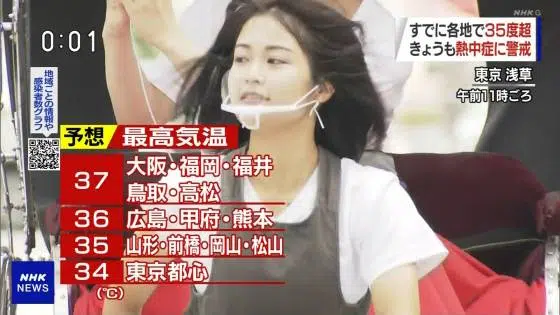 NHK G
0:01
すでに各地で35度超
きょうも熱中症に警戒
東京 浅草
午前11時ごろ
地域ごとの情報や
感染者数グラフ
予想 最高気温
37 大阪・福岡・福井
鳥取・高松
36 広島・甲府・熊本
35 山形・前橋・岡山・松山
34 東京都心
(℃)
NHK
NEWS